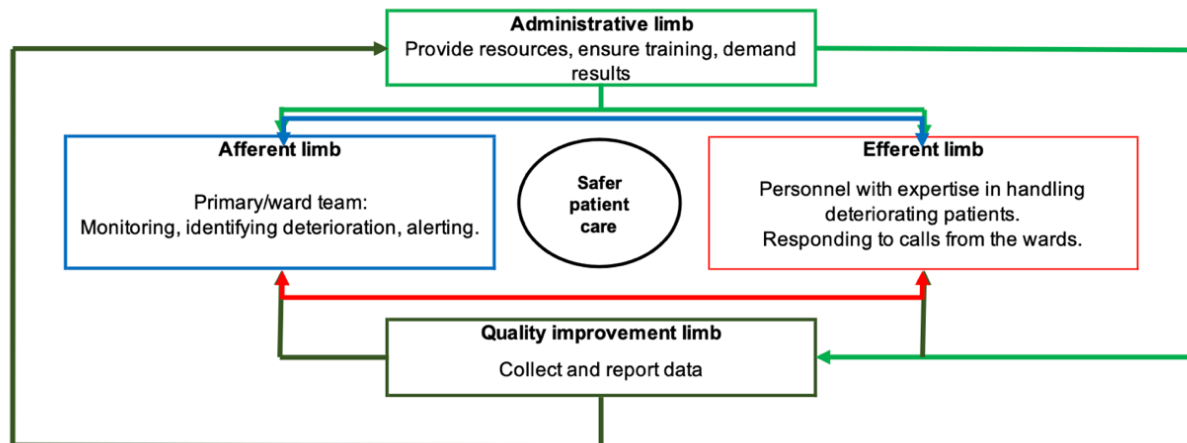 Administrative limb
Provide resources, ensure training, demand
results
Afferent limb
Primary/ward team:
Monitoring, identifying deterioration, alerting.
Safer
patient
care
Efferent limb
Personnel with expertise in handling
deteriorating patients.
Responding to calls from the wards.
Quality improvement limb
Collect and report data